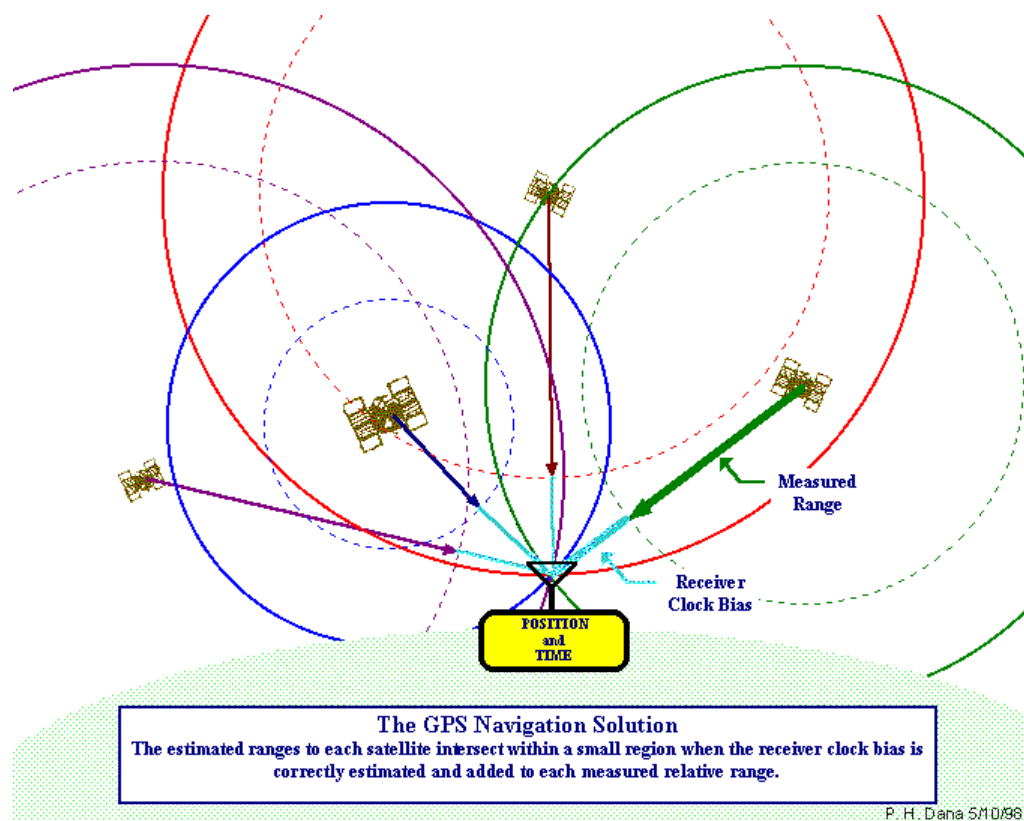 Measured
Range
Receiver
Clock Bias
POSITION
and
TIME
The GPS Navigation Solution
The estimated ranges to each satellite intersect within a small region when the receiver clock bias is
correctly estimated and added to each measured relative range.
P. H. Dana 5/10/98